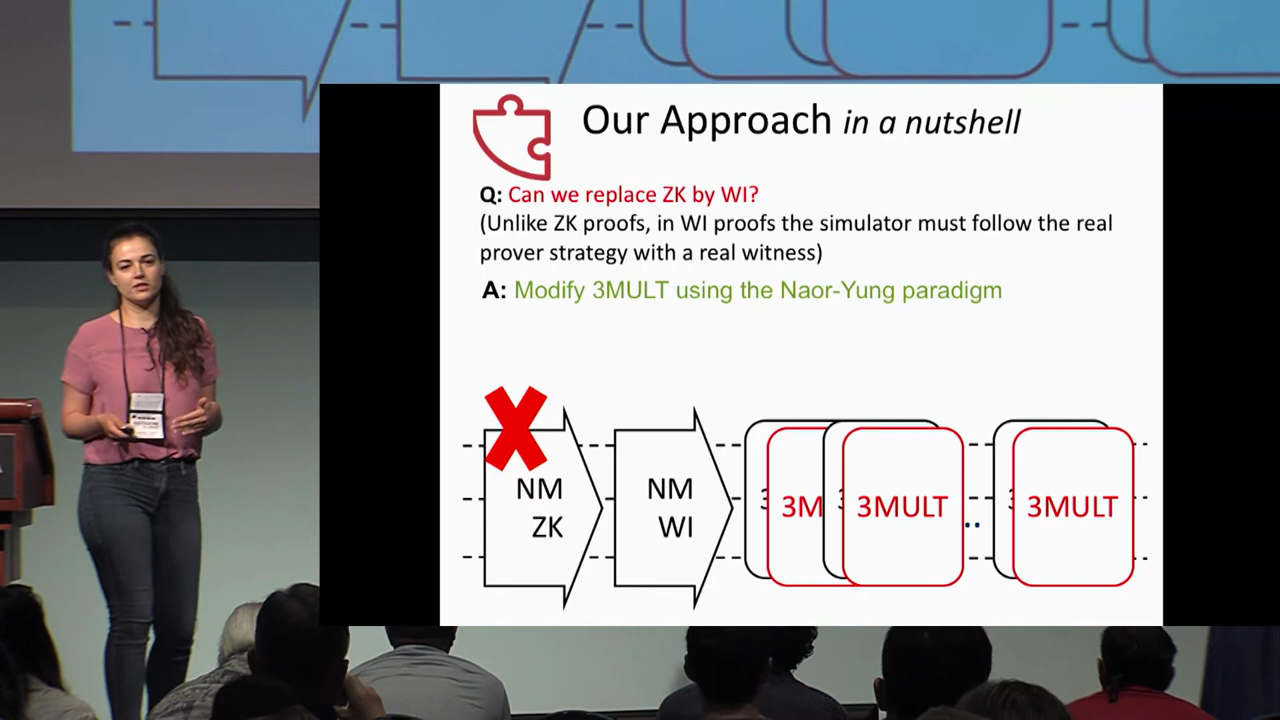 Our Approach in a nutshell
Q: Can we replace ZK by WI?
(Unlike ZK proofs, in WI proofs the simulator must follow the real
prover strategy with a real witness)
A: Modify 3MULT using the Naor-Yung paradigm
NM
ZK
NM
WI
3M
3MULT
..
3MULT